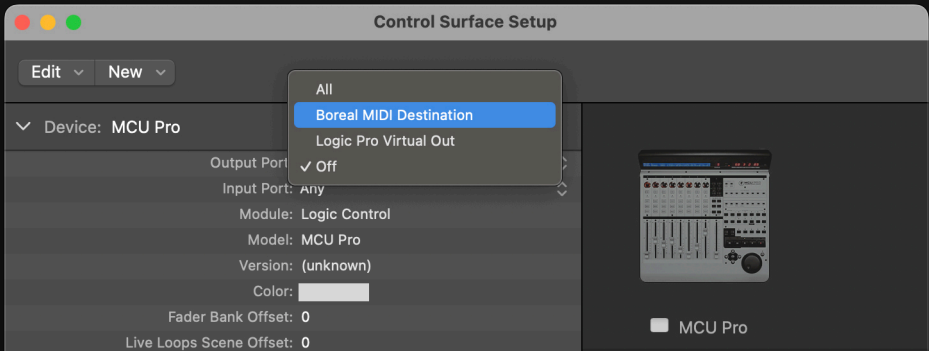 Control Surface Setup
Edit New
All
Boreal MIDI Destination
Logic Pro Virtual Out
✓ Off
Device: MCU Pro
Output Port
Input Port: Any
Module: Logic Control
Model: MCU Pro
Version: (unknown)
Color:
Fader Bank Offset: 0
Live Loops Scene Offset: 0
MCU Pro